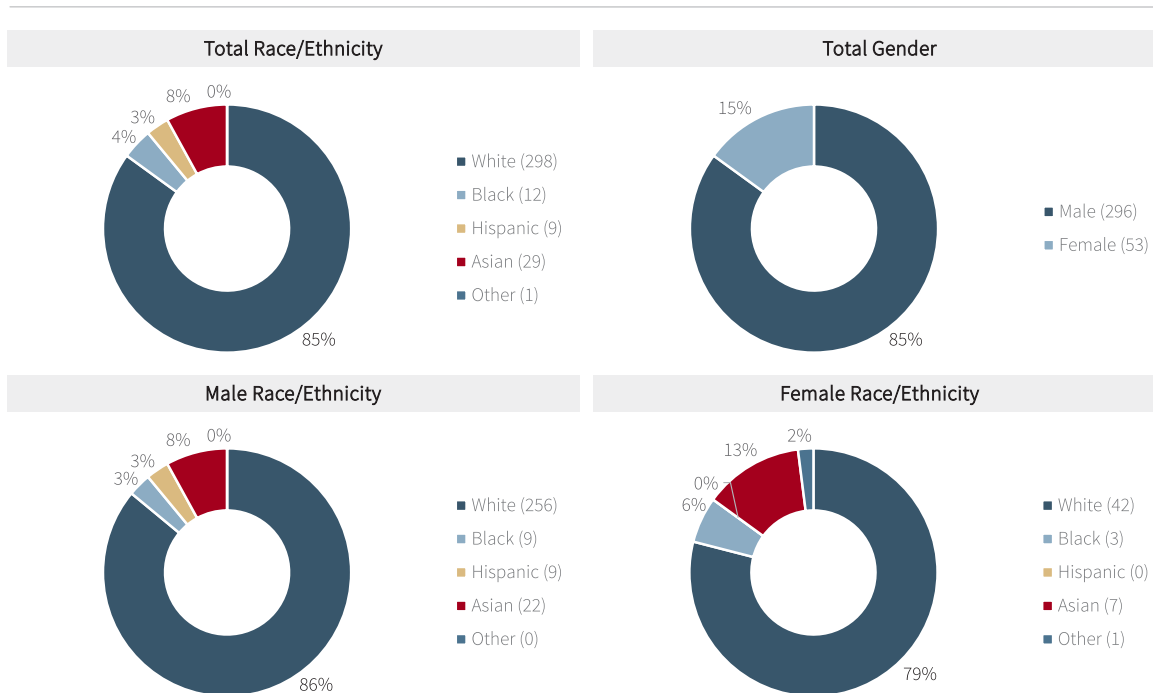 Total Race/Ethnicity
0%
8%
3%
4%
85%
White (298)
Black (12)
Hispanic (9)
Asian (29)
Other (1)
Total Gender
15%
85%
Male (296)
Female (53)
Male Race/Ethnicity
0%
8%
3%
3%
86%
White (256)
Black (9)
Hispanic (9)
Asian (22)
Other (0)
Female Race/Ethnicity
2%
13%
0%
6%
79%
White (42)
Black (3)
Hispanic (0)
Asian (7)
Other (1)